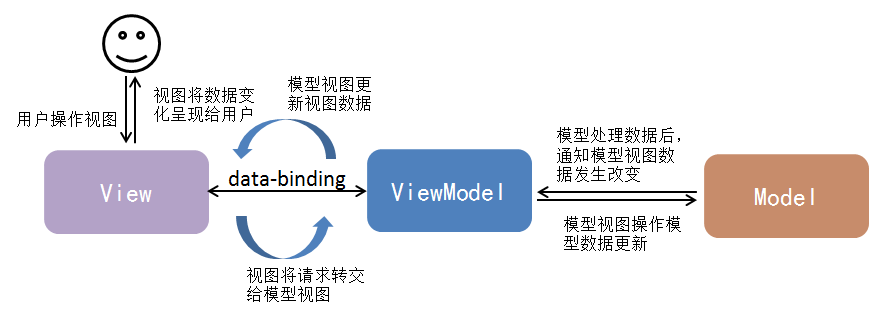 用户操作视图
视图将数据变
化呈现给用户
模型视图更
新视图数据
模型处理数据后，
通知模型视图数
据发生改变
View
data-binding
ViewModel
Model
模型视图操作模
型数据更新
视图将请求转交
给模型视图